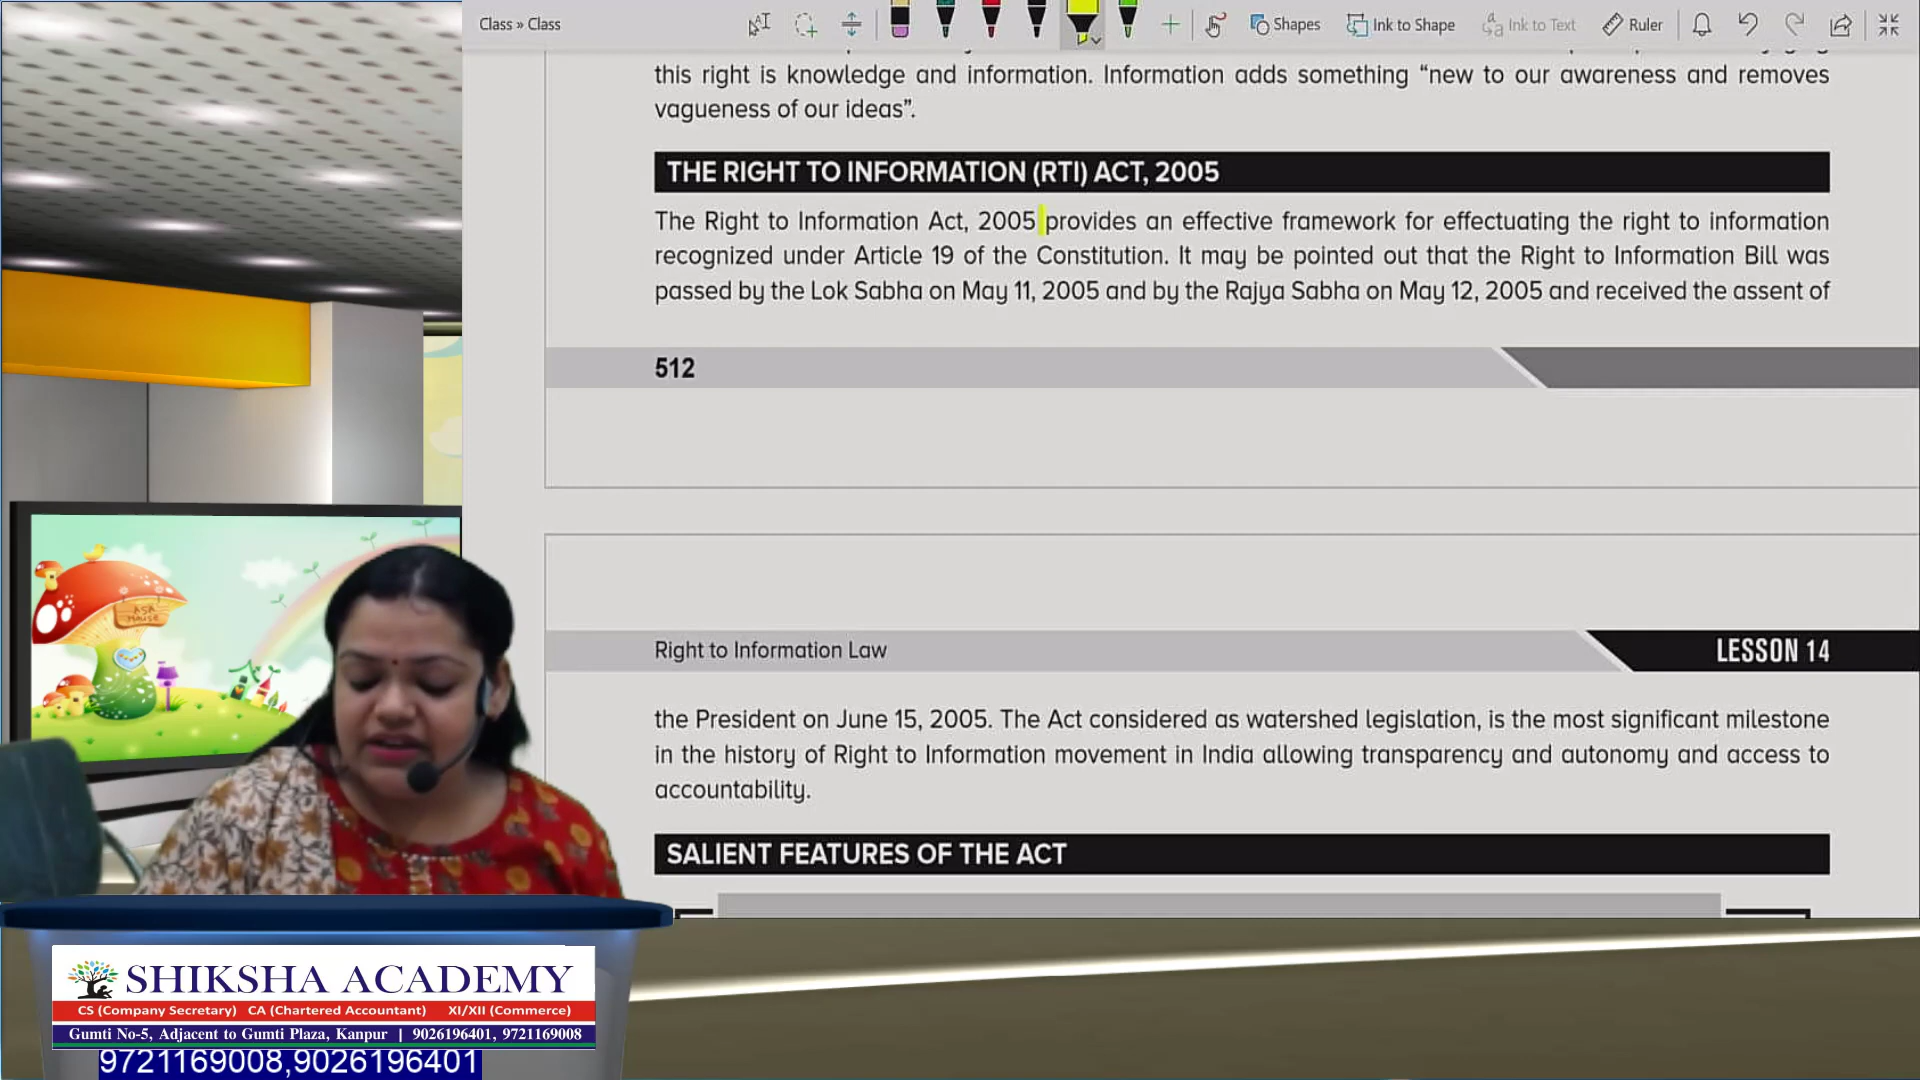 Class » Class
Shapes
Ink to Shape
Ink to Text
Ruler
this right is knowledge and information. Information adds something “new to our awareness and removes
vagueness of our ideas”.
THE RIGHT TO INFORMATION (RTI) ACT, 2005
The Right to Information Act, 2005 provides an effective framework for effectuating the right to information
recognized under Article 19 of the Constitution. It may be pointed out that the Right to Information Bill was
passed by the Lok Sabha on May 11, 2005 and by the Rajya Sabha on May 12, 2005 and received the assent of
512
Right to Information Law
LESSON 14
the President on June 15, 2005. The Act considered as watershed legislation, is the most significant milestone
in the history of Right to Information movement in India allowing transparency and autonomy and access to
accountability.
SALIENT FEATURES OF THE ACT
SHIKSHA ACADEMY
CS (Company Secretary) CA (Chartered Accountant) XI/XII (Commerce)
Gumti No-5, Adjacent to Gumti Plaza, Kanpur | 9026196401, 9721169008
9721169008,9026196401